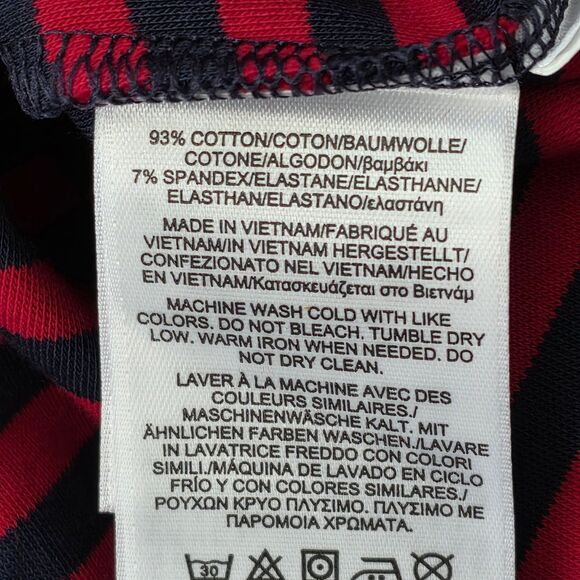 93% COTTON/COTON/BAUMWOLLE/
COTONE/ALGODON/βαμβάκι
7% SPANDEX/ELASTANE/ELASTHANNE/
ELASTHAN/ELASTANO/ελαστάνη
MADE IN VIETNAM/FABRIQUÉ AU
VIETNAM/IN VIETNAM HERGESTELLT/
CONFEZIONATO NEL VIETNAM/HECHO
EN VIETNAM/Κατασκευάζεται στο Βιετνάμ
MACHINE WASH COLD WITH LIKE
COLORS. DO NOT BLEACH. TUMBLE DRY
LOW. WARM IRON WHEN NEEDED. DO
NOT DRY CLEAN.
LAVER À LA MACHINE AVEC DES
COULEURS SIMILAIRES./
MASCHINENWÄSCHE KALT. MIT
ÄHNLICHEN FARBEN WASCHEN./LAVARE
IN LAVATRICE FREDDO CON COLORI
SIMILI./MÁQUINA DE LAVADO EN CICLO
FRÍO Y CON COLORES SIMILARES./
ΡΟΥΧΩΝ ΚΡΥΟ ΠΛΥΣΙΜΟ. ΠΛΥΣΙΜΟ ΜΕ
ΠΑΡΟΜΟΙΑ ΧΡΩΜΑΤΑ.
30